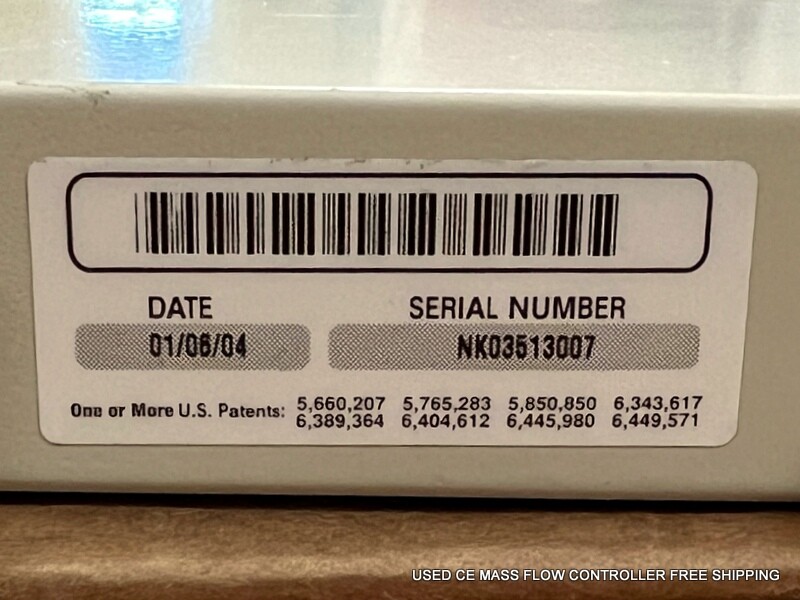 DATE SERIAL NUMBER
01/06/04 NK03513007
One or More U.S. Patents: 5,660,207 5,765,283 5,850,850 6,343,617
6,389,364 6,404,612 6,445,980 6,449,571
USED CE MASS FLOW CONTROLLER FREE SHIPPING